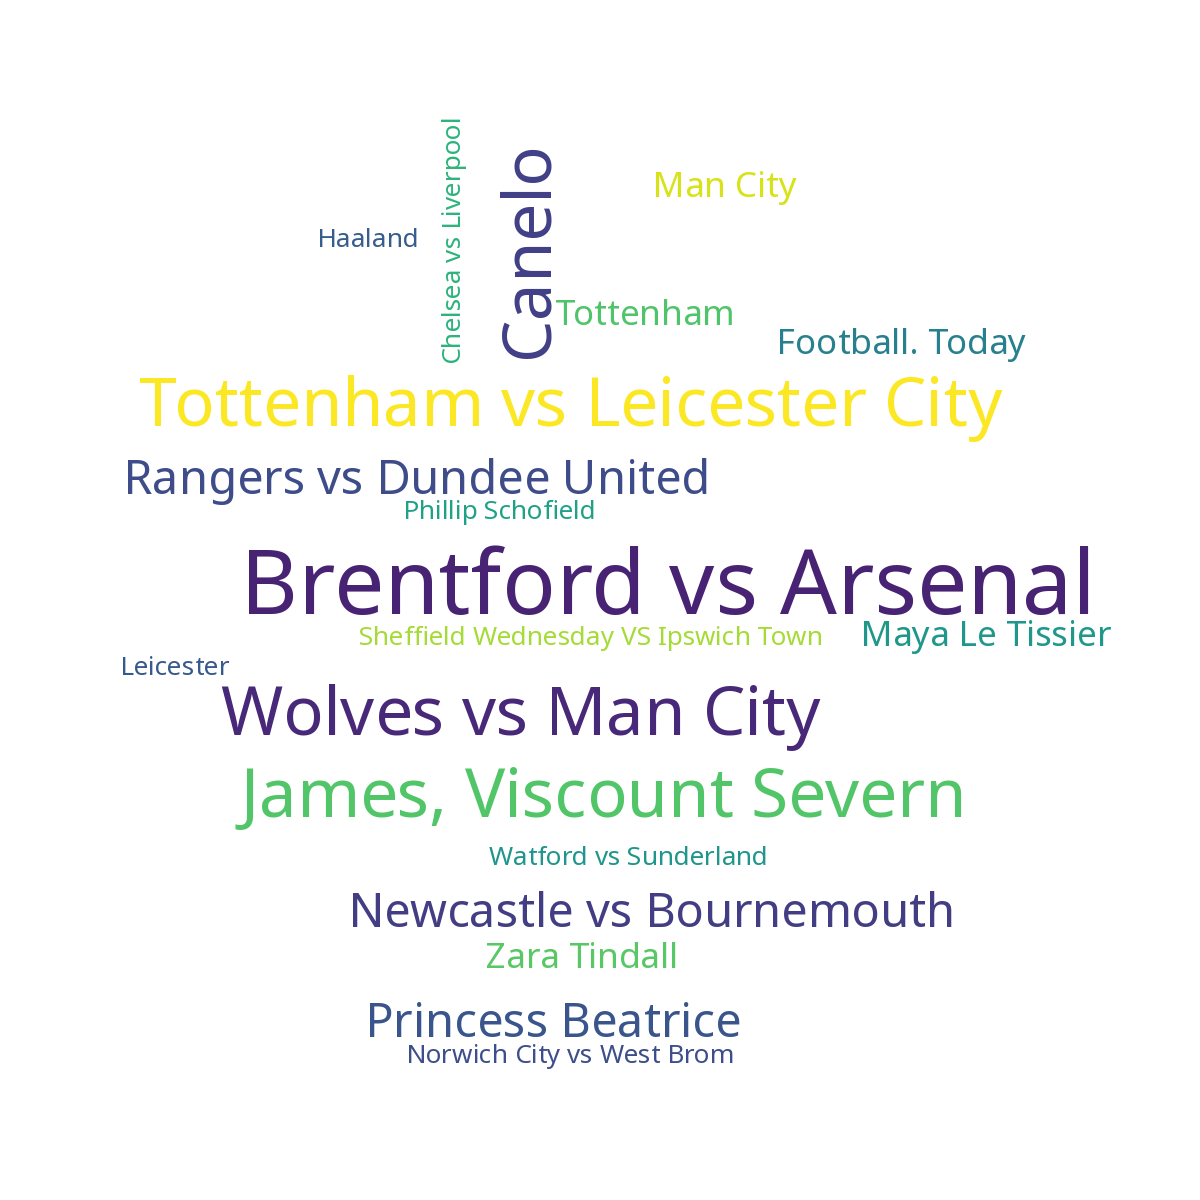 Chelsea vs Liverpool
Canelo
Man City
Haaland
Tottenham
Football. Today
Tottenham vs Leicester City
Rangers vs Dundee United
Phillip Schofield
Brentford vs Arsenal
Sheffield Wednesday VS Ipswich Town
Maya Le Tissier
Leicester
Wolves vs Man City
James, Viscount Severn
Watford vs Sunderland
Newcastle vs Bournemouth
Zara Tindall
Princess Beatrice
Norwich City vs West Brom